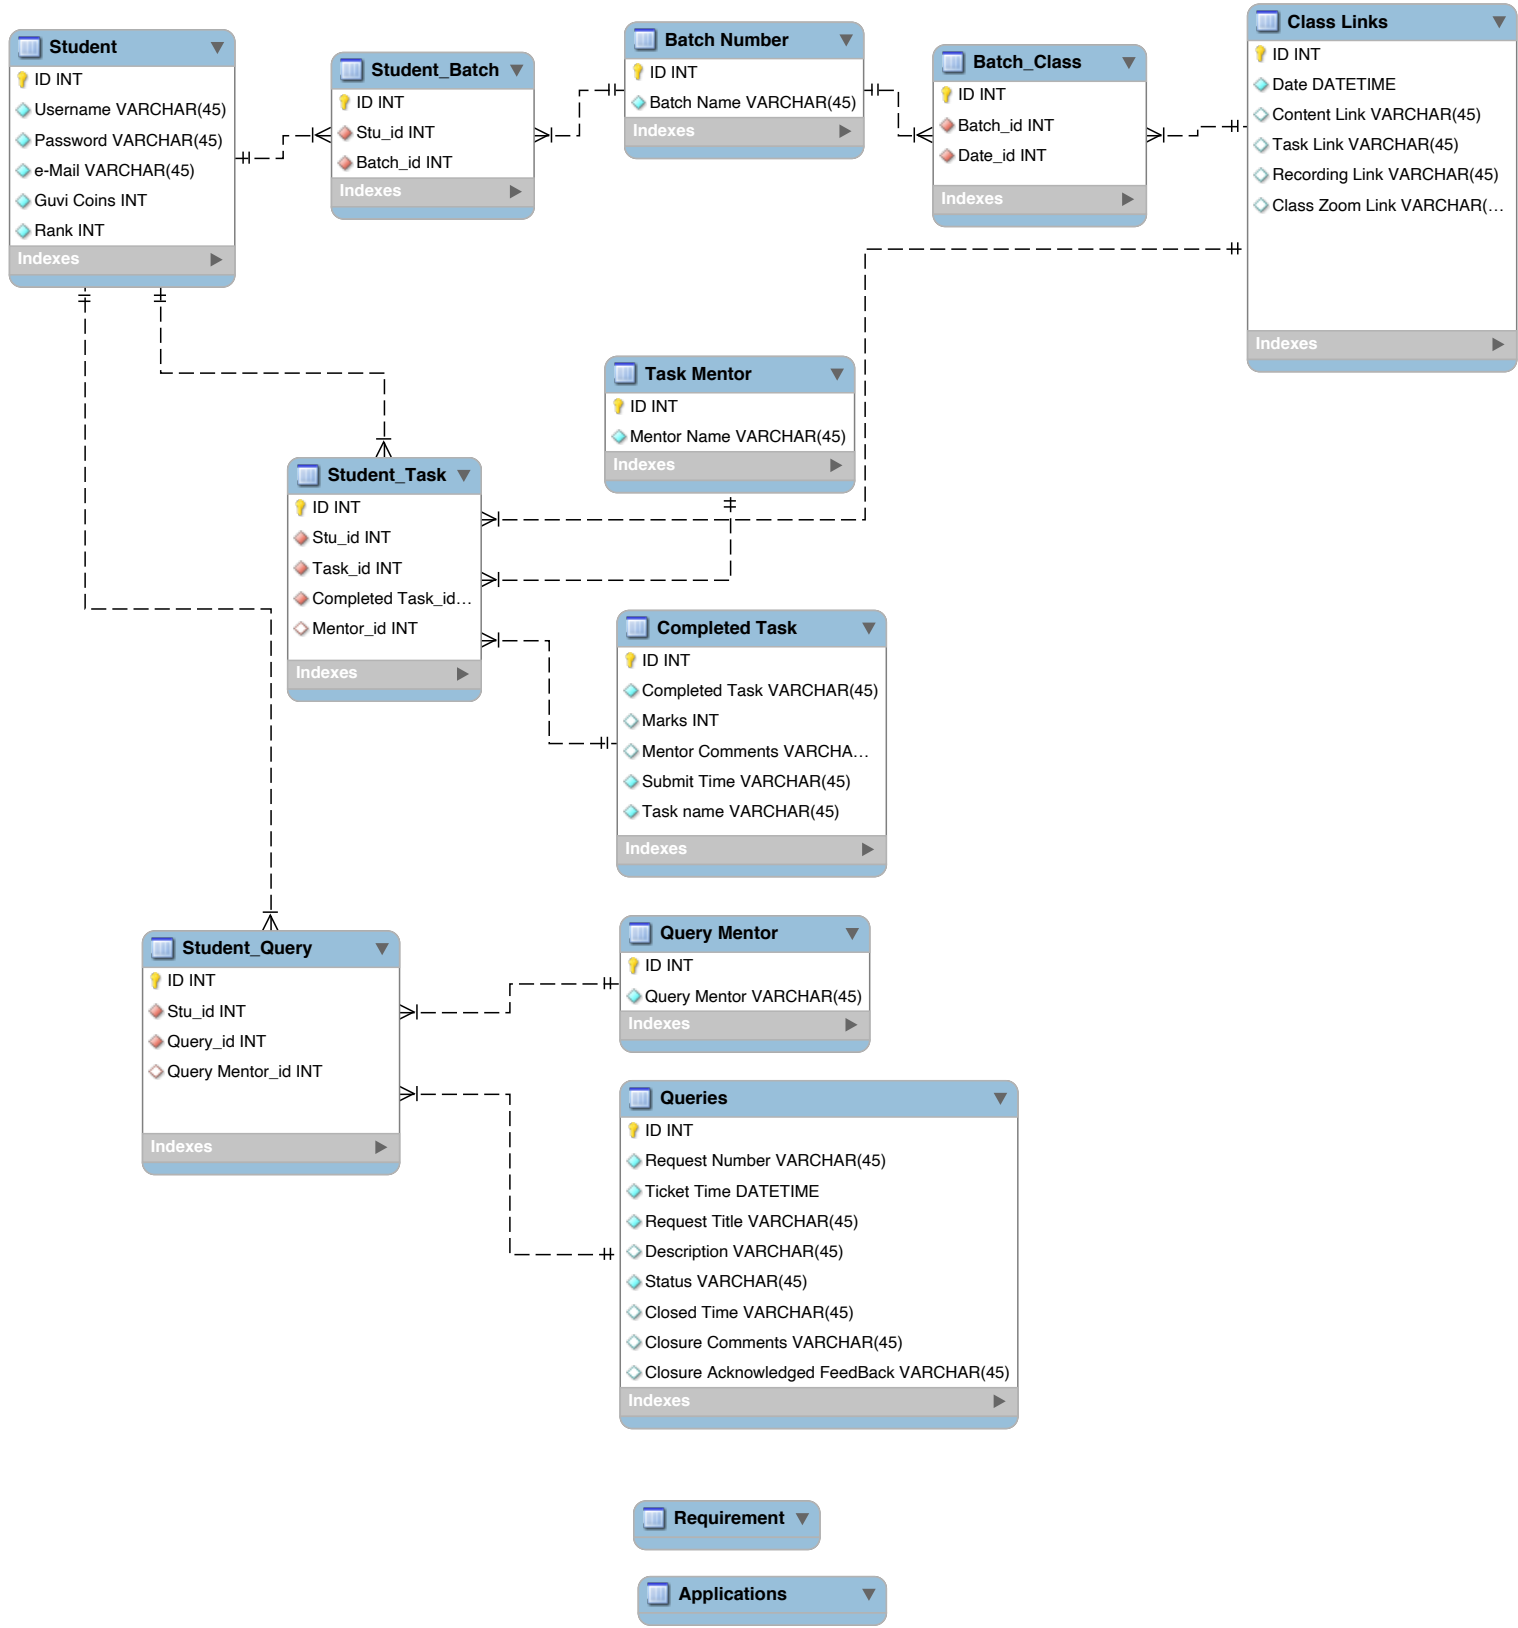 Student
ID INT
Username VARCHAR(45)
Password VARCHAR(45)
e-Mail VARCHAR(45)
Guvi Coins INT
Rank INT
Indexes
Student_Batch
ID INT
Stu_id INT
Batch_id INT
Indexes
Batch Number
ID INT
Batch Name VARCHAR(45)
Indexes
Batch_Class
ID INT
Batch_id INT
Date_id INT
Indexes
Class Links
ID INT
Date DATETIME
Content Link VARCHAR(45)
Task Link VARCHAR(45)
Recording Link VARCHAR(45)
Class Zoom Link VARCHAR(...
Indexes
Task Mentor
ID INT
Mentor Name VARCHAR(45)
Indexes
Student_Task
ID INT
Stu_id INT
Task_id INT
Completed Task_id...
Mentor_id INT
Indexes
Completed Task
ID INT
Completed Task VARCHAR(45)
Marks INT
Mentor Comments VARCHA...
Submit Time VARCHAR(45)
Task name VARCHAR(45)
Indexes
Student_Query
ID INT
Stu_id INT
Query_id INT
Query Mentor_id INT
Indexes
Query Mentor
ID INT
Query Mentor VARCHAR(45)
Indexes
Queries
ID INT
Request Number VARCHAR(45)
Ticket Time DATETIME
Request Title VARCHAR(45)
Description VARCHAR(45)
Status VARCHAR(45)
Closed Time VARCHAR(45)
Closure Comments VARCHAR(45)
Closure Acknowledged FeedBack VARCHAR(45)
Indexes
Requirement
Applications